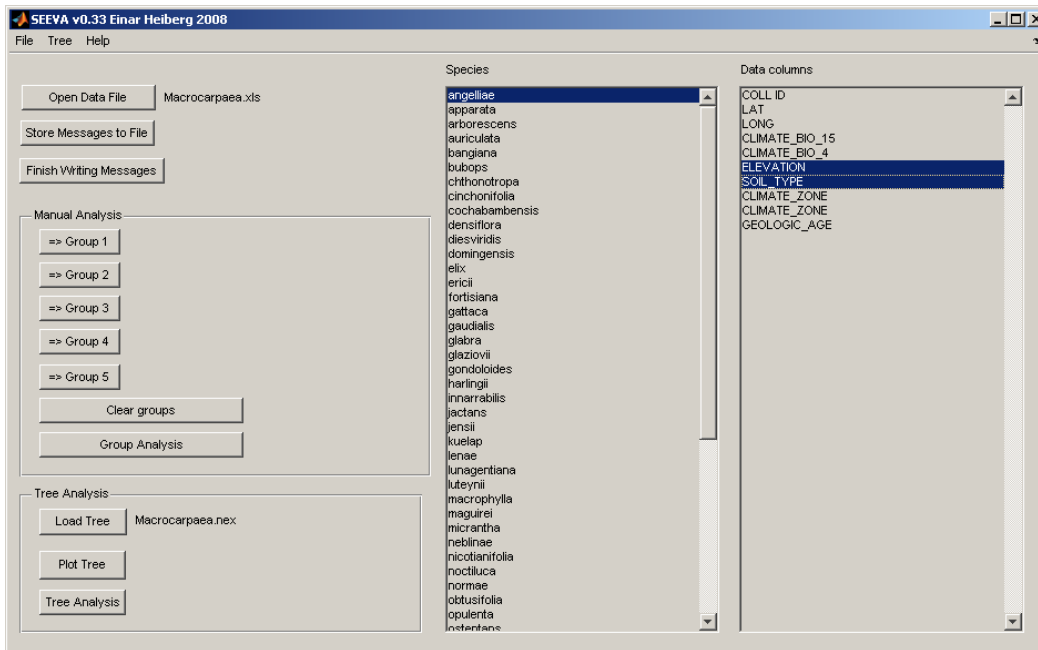 SEEVA v0.33 Einar Heiberg 2008
File Tree Help
Open Data File
Macrocarpaea.xls
Store Messages to File
Finish Writing Messages
Manual Analysis
=> Group 1
=> Group 2
=> Group 3
=> Group 4
=> Group 5
Clear groups
Group Analysis
Tree Analysis
Load Tree
Macrocarpaea.nex
Plot Tree
Tree Analysis
Species
angelliae
apparata
arborescens
auriculata
bangiana
bubops
chthonotropa
cinchonifolia
cochabambensis
densiflora
diesviridis
domingensis
elix
ericii
fortisiana
gattaca
gaudialis
glabra
glaziovii
gondoloides
harlingii
innarrabilis
jactans
jensii
kuelap
lenae
lunagentiana
luteynii
macrophylla
maguirei
micrantha
neblinae
nicotianifolia
noctiluca
normae
obtusifolia
opulenta
ostentans
Data columns
COLL ID
LAT
LONG
CLIMATE_BIO_15
CLIMATE_BIO_4
ELEVATION
SOIL_TYPE
CLIMATE_ZONE
CLIMATE_ZONE
GEOLOGIC_AGE